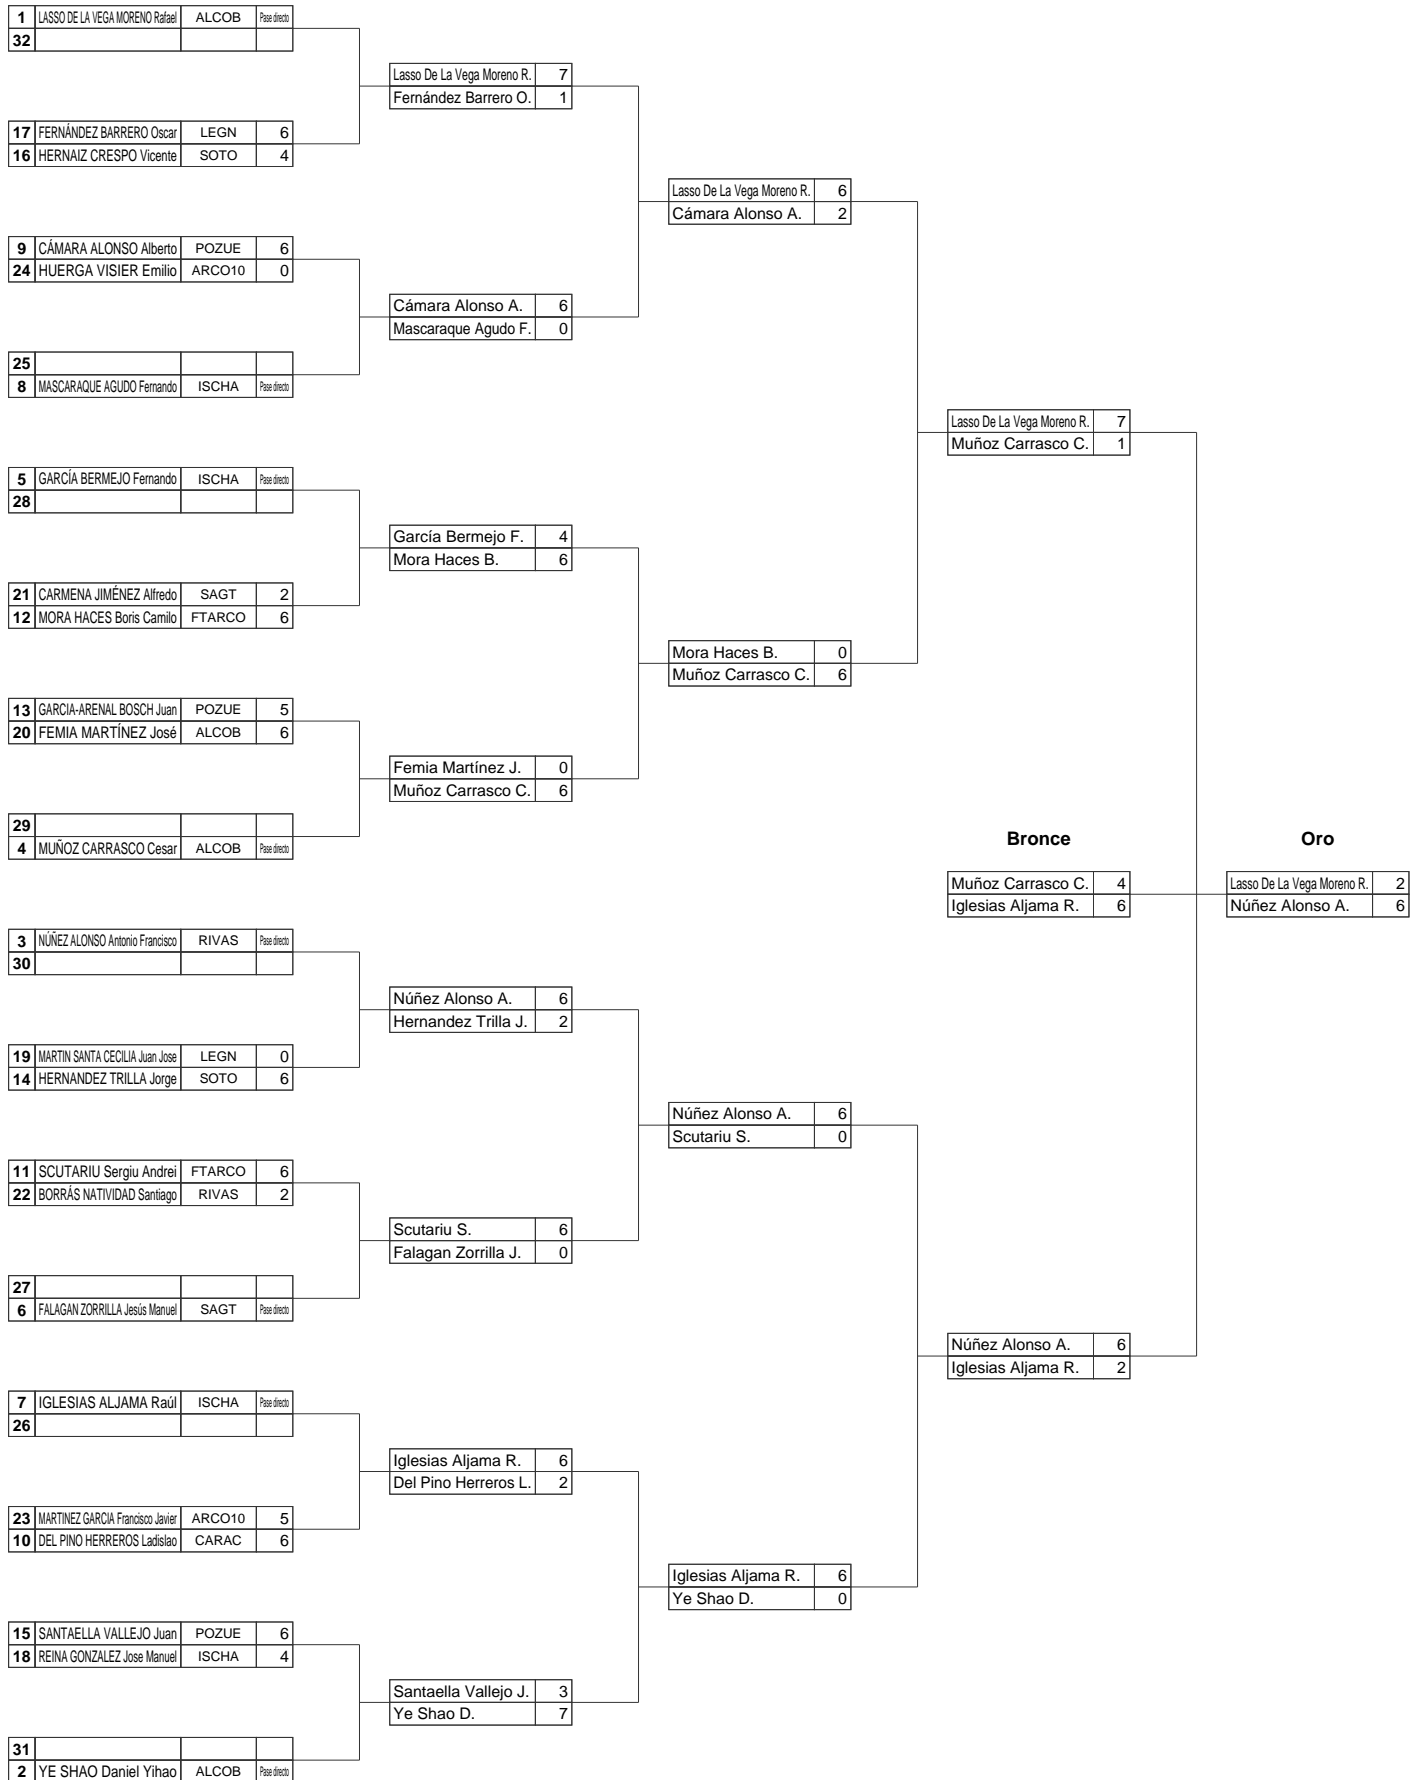 1 LASSO DE LA VEGA MORENO Rafael ALCOB Pase directo
32
Lasso De La Vega Moreno R. 7
Fernández Barrero O. 1
17 FERNÁNDEZ BARRERO Oscar LEGN 6
16 HERNAIZ CRESPO Vicente SOTO 4
Lasso De La Vega Moreno R. 6
Cámara Alonso A. 2
9 CÁMARA ALONSO Alberto POZUE 6
24 HUERGA VISIER Emilio ARCO10 0
Cámara Alonso A. 6
Mascaraque Agudo F. 0
25
8 MASCARAQUE AGUDO Fernando ISCHA Pase directo
Lasso De La Vega Moreno R. 7
Muñoz Carrasco C. 1
5 GARCÍA BERMEJO Fernando ISCHA Pase directo
28
García Bermejo F. 4
Mora Haces B. 6
21 CARMENA JIMÉNEZ Alfredo SAGT 2
12 MORA HACES Boris Camilo FTARCO 6
Mora Haces B. 0
Muñoz Carrasco C. 6
13 GARCIA-ARENAL BOSCH Juan POZUE 5
20 FEMIA MARTÍNEZ José ALCOB 6
Femia Martínez J. 0
Muñoz Carrasco C. 6
29
4 MUÑOZ CARRASCO Cesar ALCOB Pase directo
Bronce Oro
Muñoz Carrasco C. 4 Lasso De La Vega Moreno R. 2
Iglesias Aljama R. 6 Núñez Alonso A. 6
3 NÚÑEZ ALONSO Antonio Francisco RIVAS Pase directo
30
Núñez Alonso A. 6
Hernandez Trilla J. 2
19 MARTIN SANTA CECILIA Juan Jose LEGN 0
14 HERNANDEZ TRILLA Jorge SOTO 6
Núñez Alonso A. 6
Scutariu S. 0
11 SCUTARIU Sergiu Andrei FTARCO 6
22 BORRÁS NATIVIDAD Santiago RIVAS 2
Scutariu S. 6
Falagan Zorrilla J. 0
27
6 FALAGAN ZORRILLA Jesús Manuel SAGT Pase directo
Núñez Alonso A. 6
Iglesias Aljama R. 2
7 IGLESIAS ALJAMA Raúl ISCHA Pase directo
26
Iglesias Aljama R. 6
Del Pino Herreros L. 2
23 MARTINEZ GARCIA Francisco Javier ARCO10 5
10 DEL PINO HERREROS Ladislao CARAC 6
Iglesias Aljama R. 6
Ye Shao D. 0
15 SANTAELLA VALLEJO Juan POZUE 6
18 REINA GONZALEZ Jose Manuel ISCHA 4
Santaella Vallejo J. 3
Ye Shao D. 7
31
2 YE SHAO Daniel Yihao ALCOB Pase directo